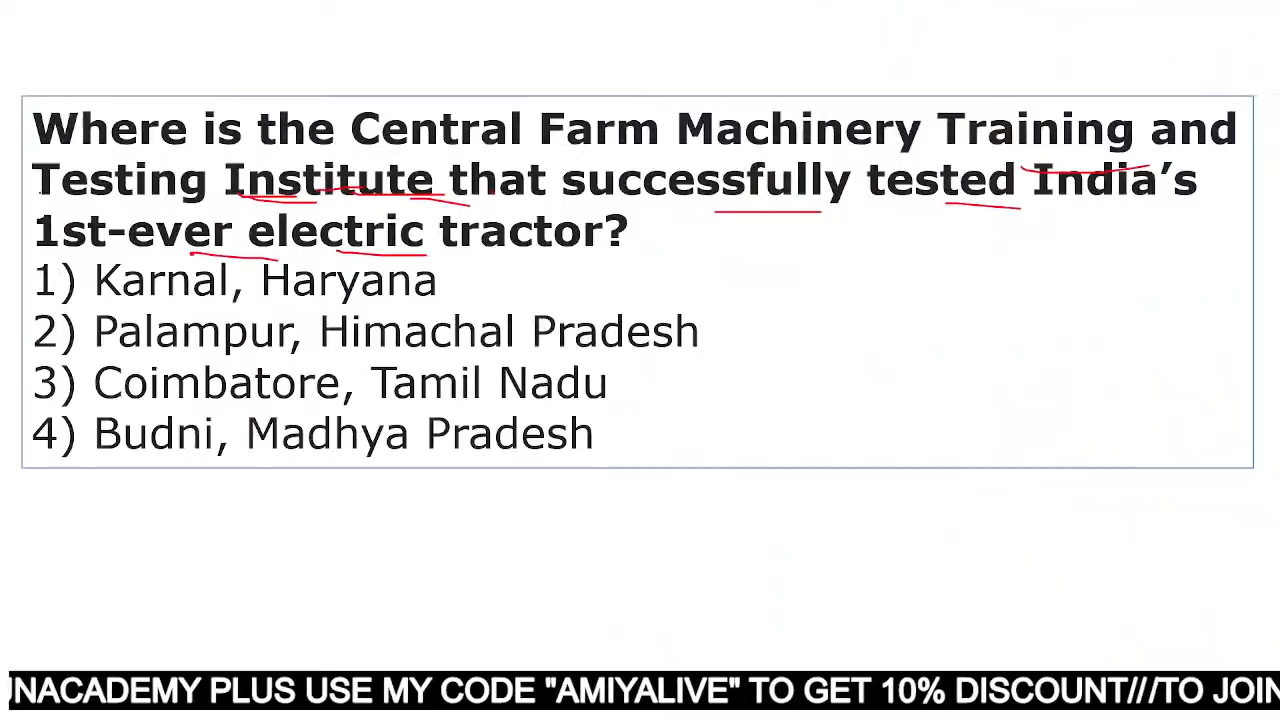 Where is the Central Farm Machinery Training and
Testing Institute that successfully tested India’s
1st-ever electric tractor?
1) Karnal, Haryana
2) Palampur, Himachal Pradesh
3) Coimbatore, Tamil Nadu
4) Budni, Madhya Pradesh
UNACADEMY PLUS USE MY CODE "AMIYALIVE" TO GET 10% DISCOUNT///TO JOIN